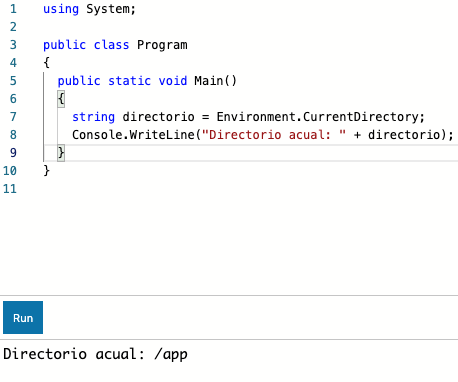 1 using System;
2
3 public class Program
4 {
5 public static void Main()
6 {
7 string directorio = Environment.CurrentDirectory;
8 Console.WriteLine("Directorio acual: " + directorio);
9 }
10 }
11
Run
Directorio acual: /app